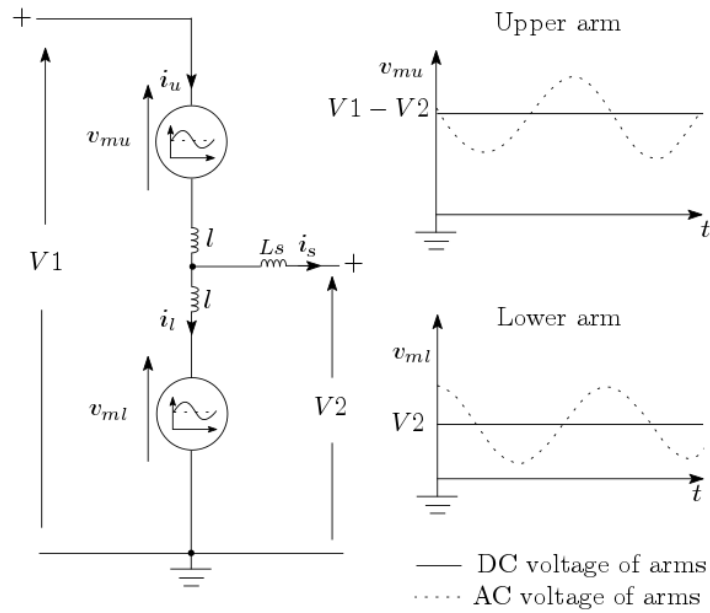 +
i_u
v_mu
l
V1
Ls
i_s
+
l
i_l
v_ml
V2
Upper arm
v_mu
V1 − V2
t
Lower arm
v_ml
V2
t
DC voltage of arms
AC voltage of arms